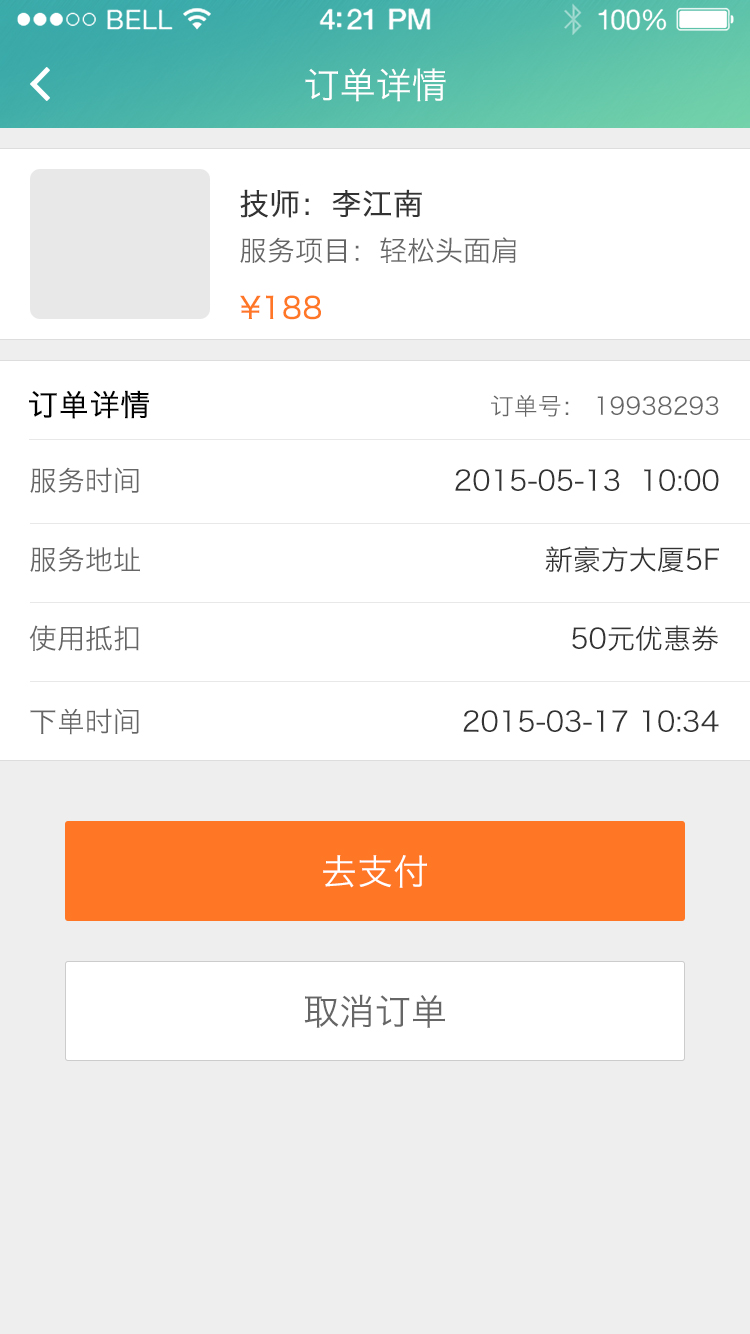 BELL 4:21 PM 100%
订单详情
技师：李江南
服务项目：轻松头面肩
¥188
订单详情 订单号： 19938293
服务时间 2015-05-13 10:00
服务地址 新豪方大厦5F
使用抵扣 50元优惠券
下单时间 2015-03-17 10:34
去支付
取消订单